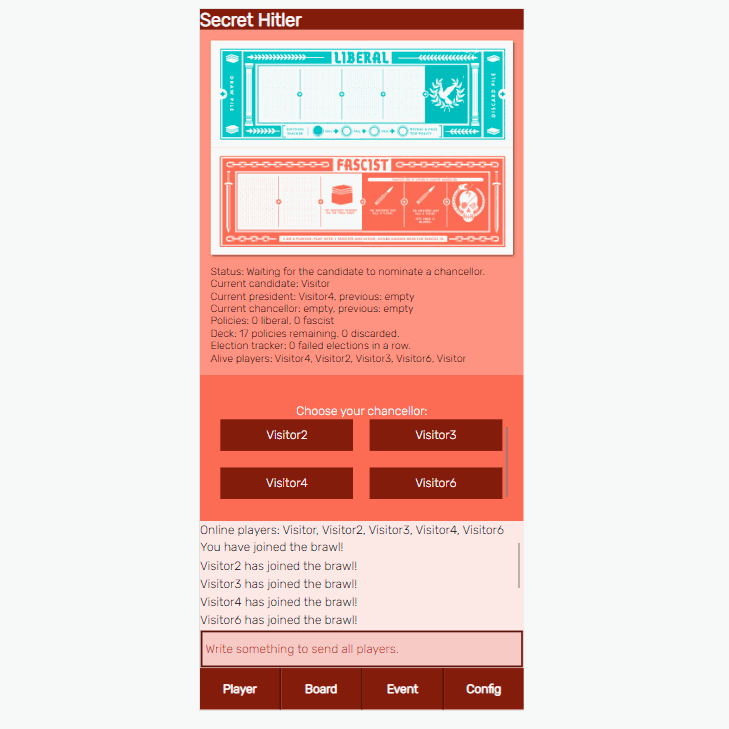 Secret Hitler
LIBERAL
DRAW PILE
DISCARD PILE
ELECTION TRACKER
FASCIST
Status: Waiting for the candidate to nominate a chancellor.
Current candidate: Visitor
Current president: Visitor4, previous: empty
Current chancellor: empty, previous: empty
Policies: 0 liberal, 0 fascist
Deck: 17 policies remaining, 0 discarded.
Election tracker: 0 failed elections in a row.
Alive players: Visitor4, Visitor2, Visitor3, Visitor6, Visitor
Choose your chancellor:
Visitor2
Visitor3
Visitor4
Visitor6
Online players: Visitor, Visitor2, Visitor3, Visitor4, Visitor6
You have joined the brawl!
Visitor2 has joined the brawl!
Visitor3 has joined the brawl!
Visitor4 has joined the brawl!
Visitor6 has joined the brawl!
Write something to send all players.
Player
Board
Event
Config